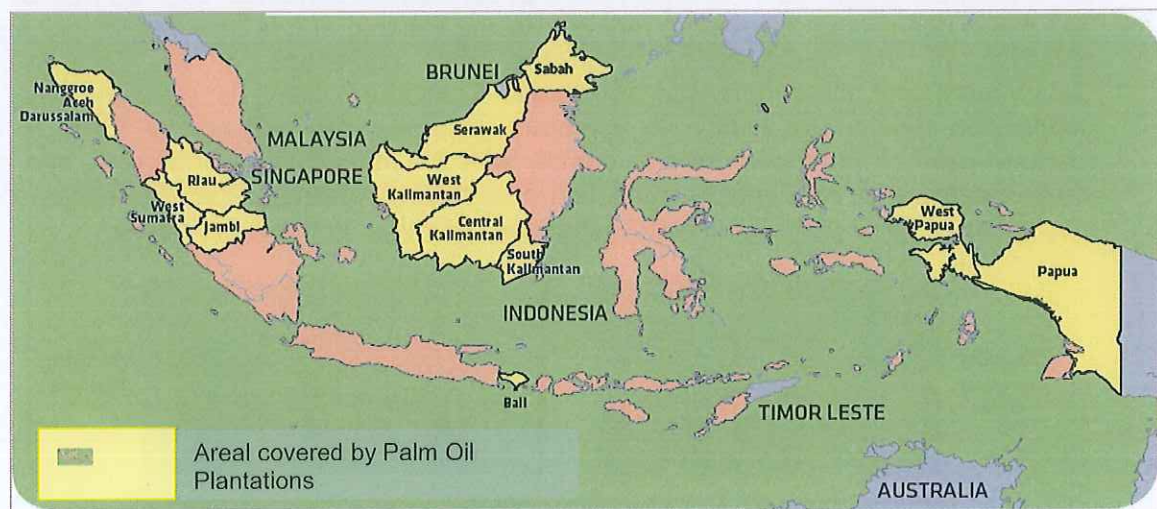 BRUNEI
Sabah
Nanggroe
Aceh
Darussalam
MALAYSIA
Serawak
Riau
SINGAPORE
West
Kalimantan
West
Sumatra
Jambi
Central
Kalimantan
South
Kalimantan
West
Papua
Papua
INDONESIA
Bali
TIMOR LESTE
Areal covered by Palm Oil
Plantations
AUSTRALIA